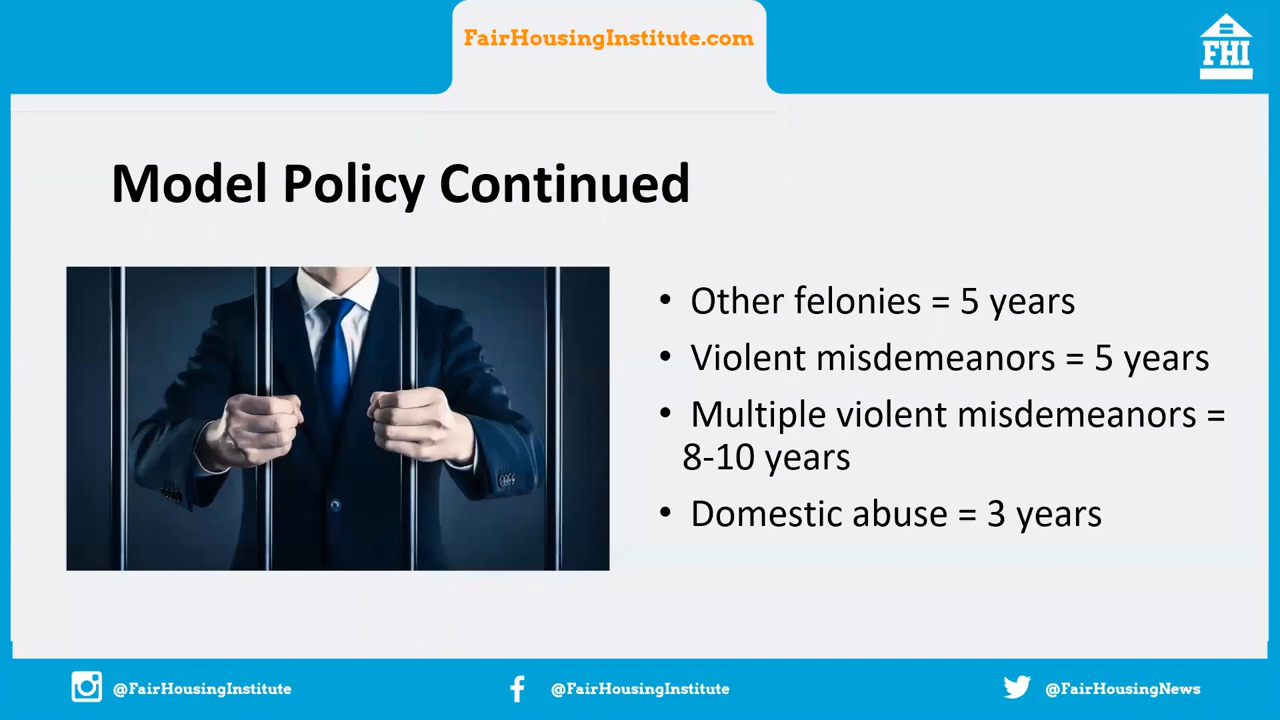 FairHousingInstitute.com
FHI
Model Policy Continued
• Other felonies = 5 years
• Violent misdemeanors = 5 years
• Multiple violent misdemeanors =
8-10 years
• Domestic abuse = 3 years
@FairHousingInstitute
@FairHousingInstitute
@FairHousingNews